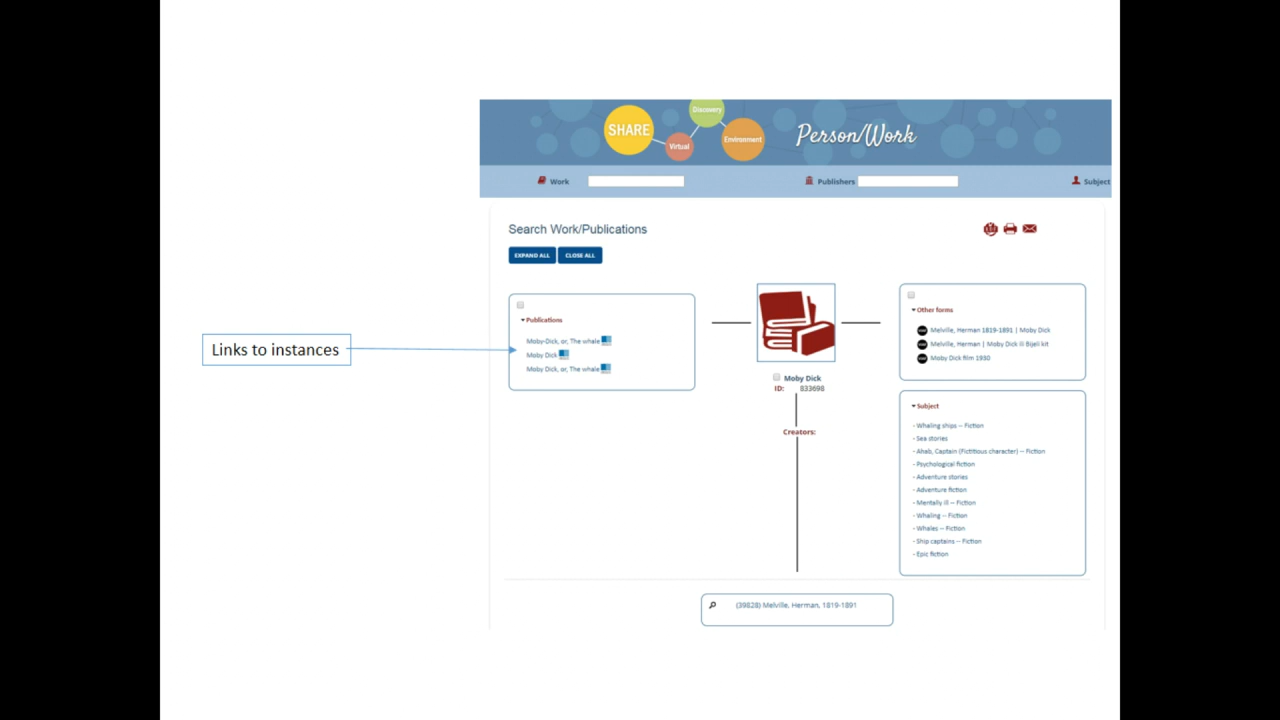 Discovery
SHARE
Virtual
Environment
Person/Work
Work
Publishers
Subject
Search Work/Publications
EXPAND ALL
CLOSE ALL
Links to instances
Publications
Moby-Dick, or, The whale
Moby Dick
Moby Dick, or, The whale
Moby Dick
ID: 833698
Creators:
Other forms
Melville, Herman 1819-1891 | Moby Dick
Melville, Herman | Moby Dick ili Bijeli kit
Moby Dick film 1930
Subject
- Whaling ships -- Fiction
- Sea stories
- Ahab, Captain (Fictitious character) -- Fiction
- Psychological fiction
- Adventure stories
- Adventure fiction
- Mentally ill -- Fiction
- Whaling -- Fiction
- Whales -- Fiction
- Ship captains -- Fiction
- Epic fiction
(39828) Melville, Herman, 1819-1891